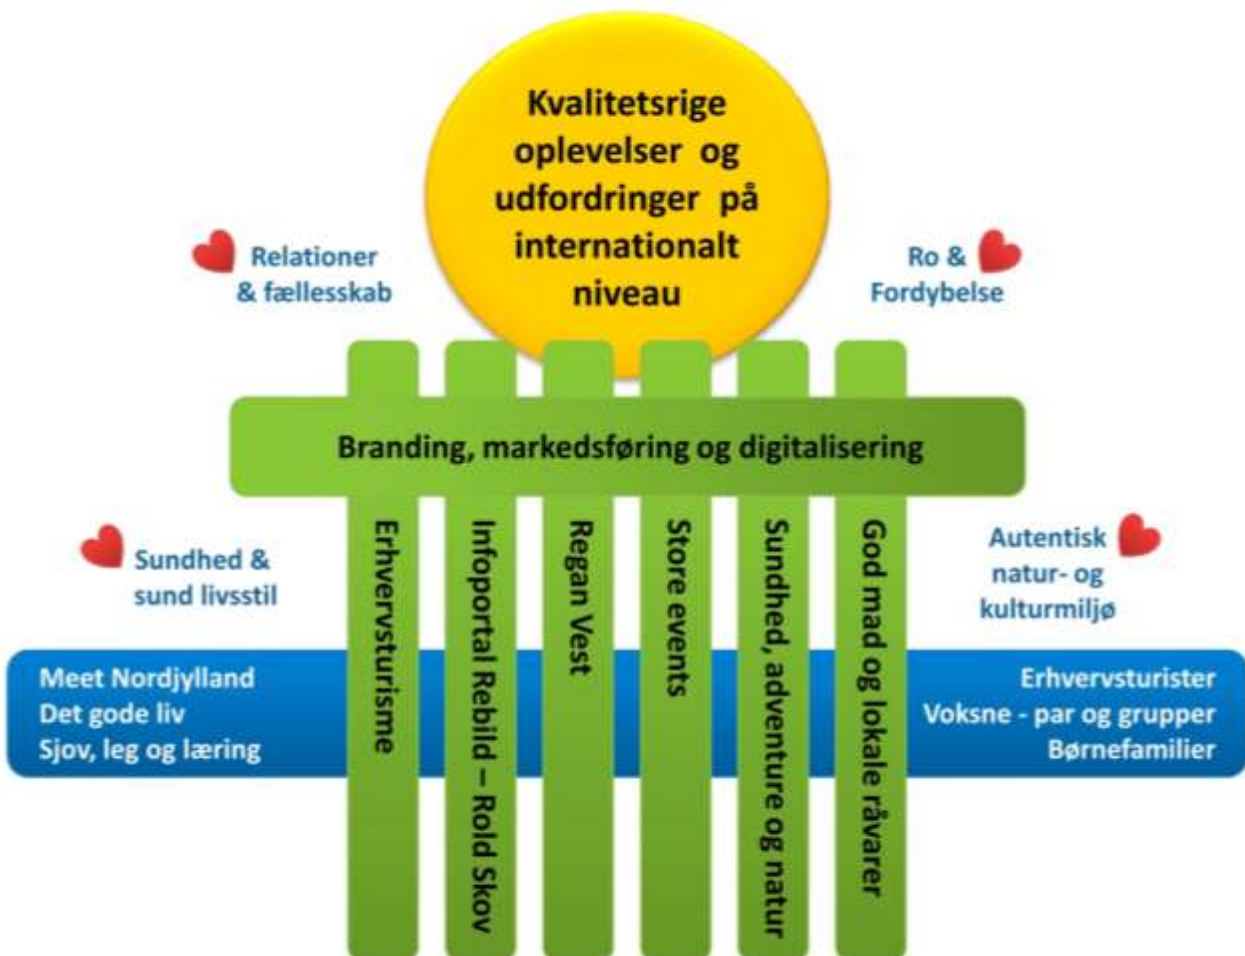 Kvalitetsrige
oplevelser og
udfordringer på
internationalt
niveau
Relationer
& fællesskab
Ro &
Fordybelse
Branding, markedsføring og digitalisering
Sundhed &
sund livsstil
Autentisk
natur- og
kulturmiljø
Erhvervsturisme
Infoportal Rebild – Rold Skov
Regan Vest
Store events
Sundhed, adventure og natur
God mad og lokale råvarer
Meet Nordjylland
Det gode liv
Sjov, leg og læring
Erhvervsturister
Voksne - par og grupper
Børnefamilier